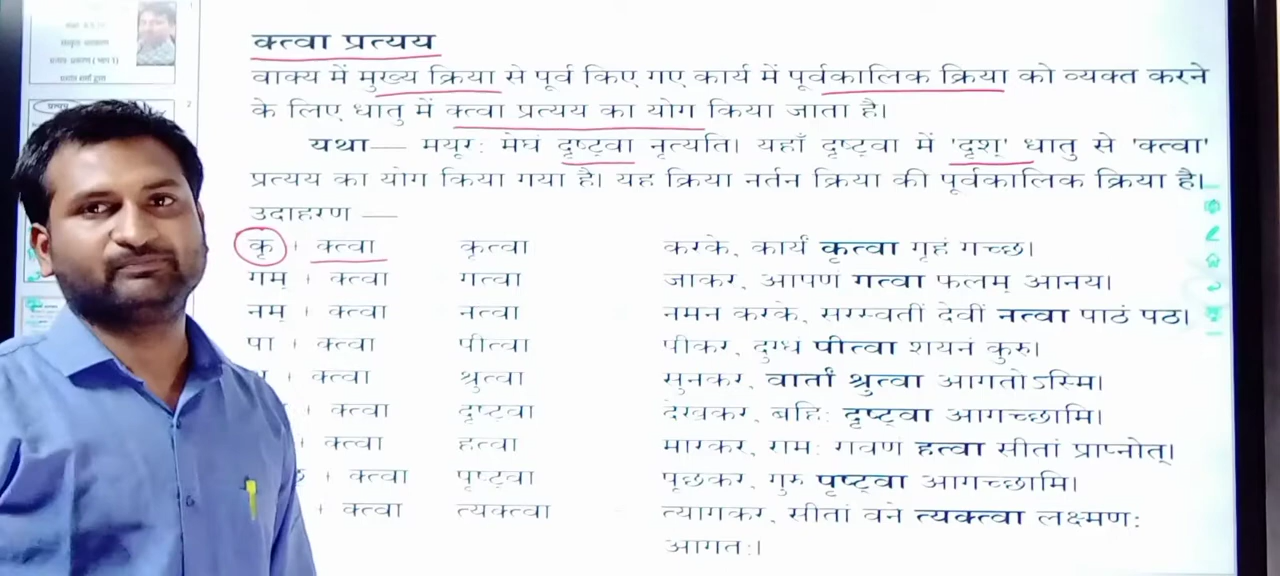 क्त्वा प्रत्यय
वाक्य में मुख्य क्रिया से पूर्व किए गए कार्य में पूर्वकालिक क्रिया को व्यक्त करने
के लिए धातु में क्त्वा प्रत्यय का योग किया जाता है।
यथा— मयूर: मेघं दृष्ट्वा नृत्यति। यहाँ दृष्ट्वा में 'दृश्' धातु से 'क्त्वा'
प्रत्यय का योग किया गया है। यह क्रिया नर्तन क्रिया की पूर्वकालिक क्रिया है।
उदाहरण —
कृ + क्त्वा कृत्वा करके, कार्यं कृत्वा गृहं गच्छ।
गम् + क्त्वा गत्वा जाकर, आपणं गत्वा फलम् आनय।
नम् + क्त्वा नत्वा नमन करके, सरस्वतीं देवीं नत्वा पाठं पठ।
पा + क्त्वा पीत्वा पीकर, दुग्धं पीत्वा शयनं कुरु।
+ क्त्वा श्रुत्वा सुनकर, वार्तां श्रुत्वा आगतोऽस्मि।
+ क्त्वा दृष्ट्वा देखकर, बहि: दृष्ट्वा आगच्छामि।
+ क्त्वा हत्वा मारकर, राम: रावण हत्वा सीतां प्राप्नोत्।
+ क्त्वा पृष्ट्वा पूछकर, गुरु पृष्ट्वा आगच्छामि।
+ क्त्वा त्यक्त्वा त्यागकर, सीतां वने त्यक्त्वा लक्ष्मण:
आगत:।